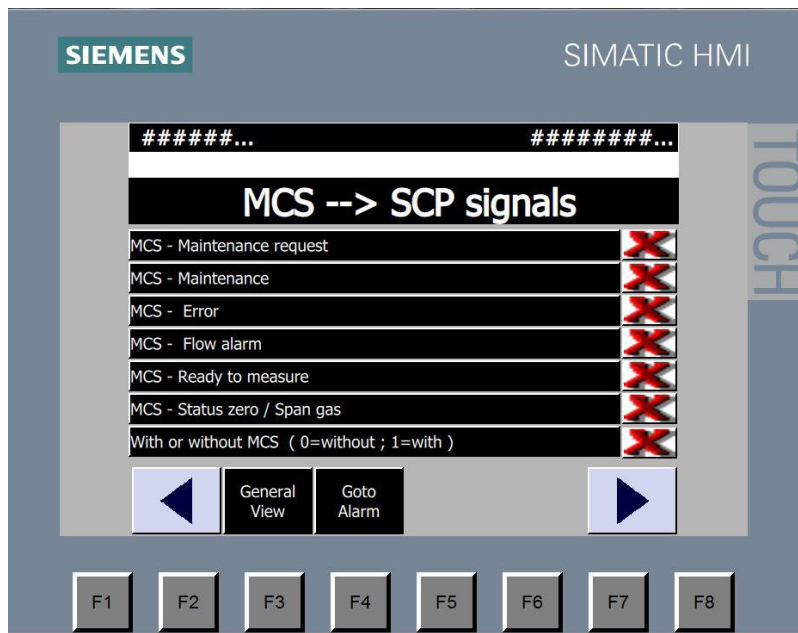 SIEMENS
SIMATIC HMI
TOUCH
######... ########...
MCS --> SCP signals
MCS - Maintenance request
MCS - Maintenance
MCS -  Error
MCS -  Flow alarm
MCS - Ready to measure
MCS - Status zero / Span gas
With or without MCS  ( 0=without ; 1=with )
General
View
Goto
Alarm
F1 F2 F3 F4 F5 F6 F7 F8